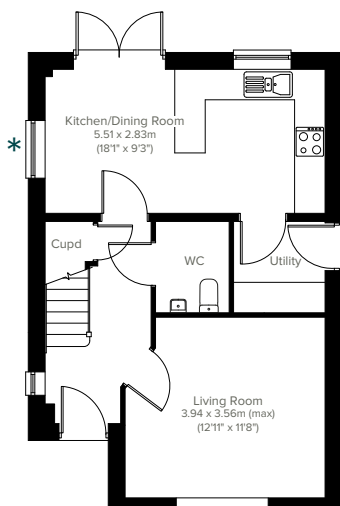 Kitchen/Dining Room
5.51 x 2.83m
(18'1" x 9'3")
*
Cupd
WC
Utility
Living Room
3.94 x 3.56m (max)
(12'11" x 11'8")